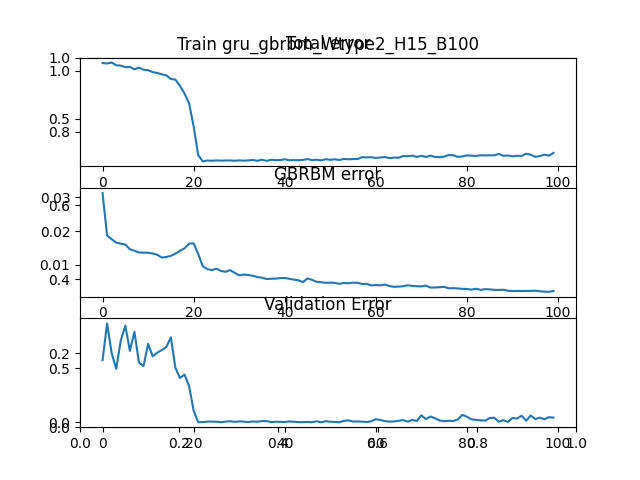 Total error
Train gru_gbrbm_Wtype2_H15_B100
1.0
1.0
0.5
0.8
0 20 40 60 80 100
GBRBM error
0.03
0.6
0.02
0.01
0.4
0 20 40 60 80 100
Validation Error
0.2
0.5
0.0
0.0
0.0 0 0.2 20 0.4 40 0.6 60 0.8 80 1.0 100